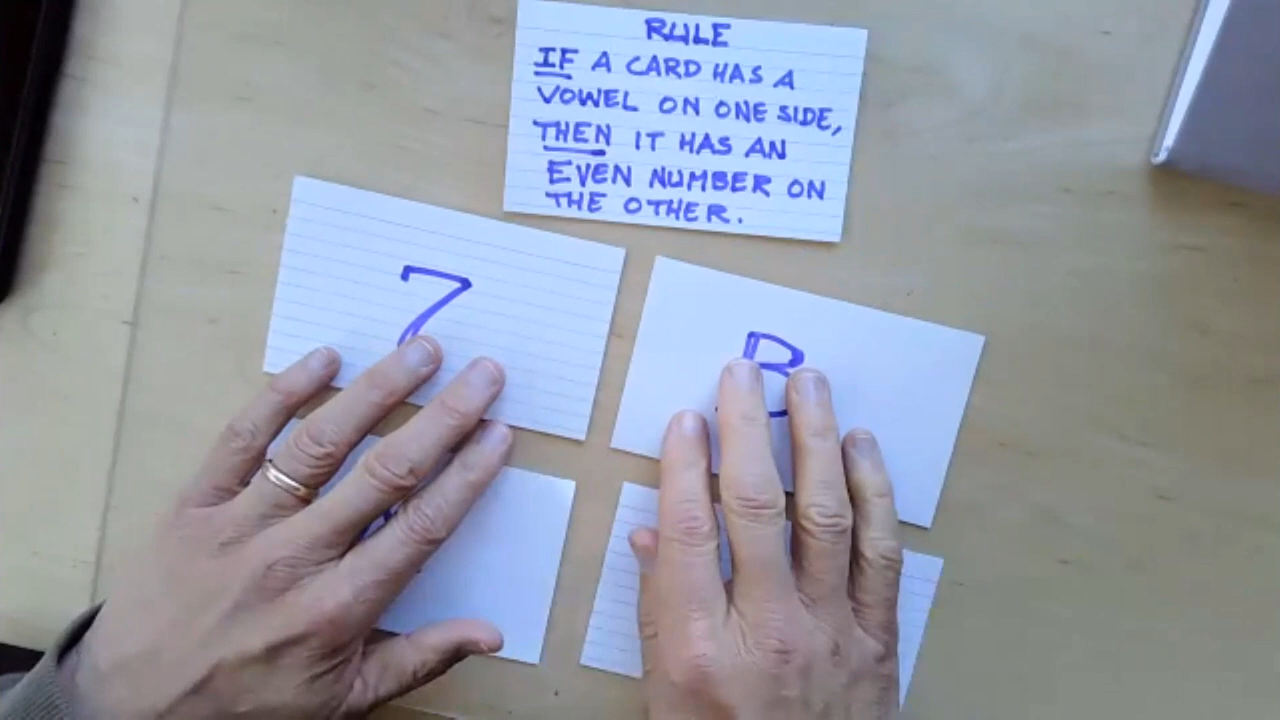 RULE
IF A CARD HAS A
VOWEL ON ONE SIDE,
THEN IT HAS AN
EVEN NUMBER ON
THE OTHER.
7
B